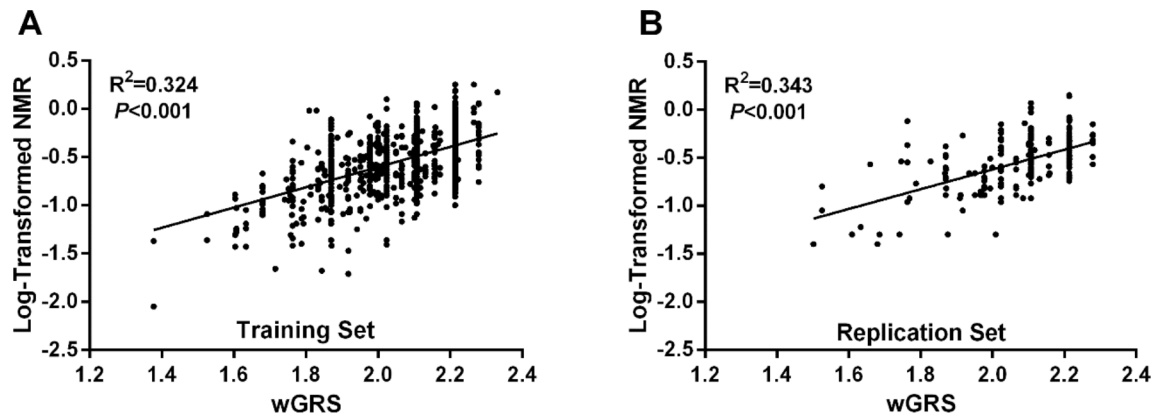 A
Log-Transformed NMR
0.5
0.0
-0.5
-1.0
-1.5
-2.0
-2.5
R²=0.324
P<0.001
Training Set
1.2 1.4 1.6 1.8 2.0 2.2 2.4
wGRS
B
Log-Transformed NMR
0.5
0.0
-0.5
-1.0
-1.5
-2.0
-2.5
R²=0.343
P<0.001
Replication Set
1.2 1.4 1.6 1.8 2.0 2.2 2.4
wGRS